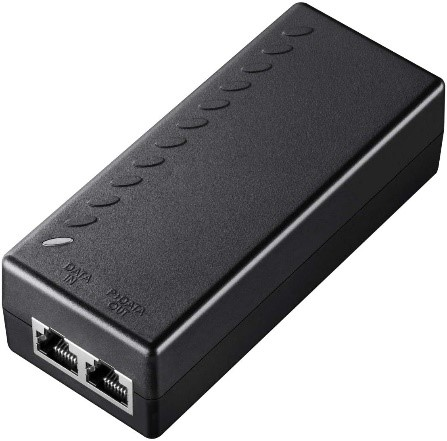 DATA
IN
P+DATA
OUT